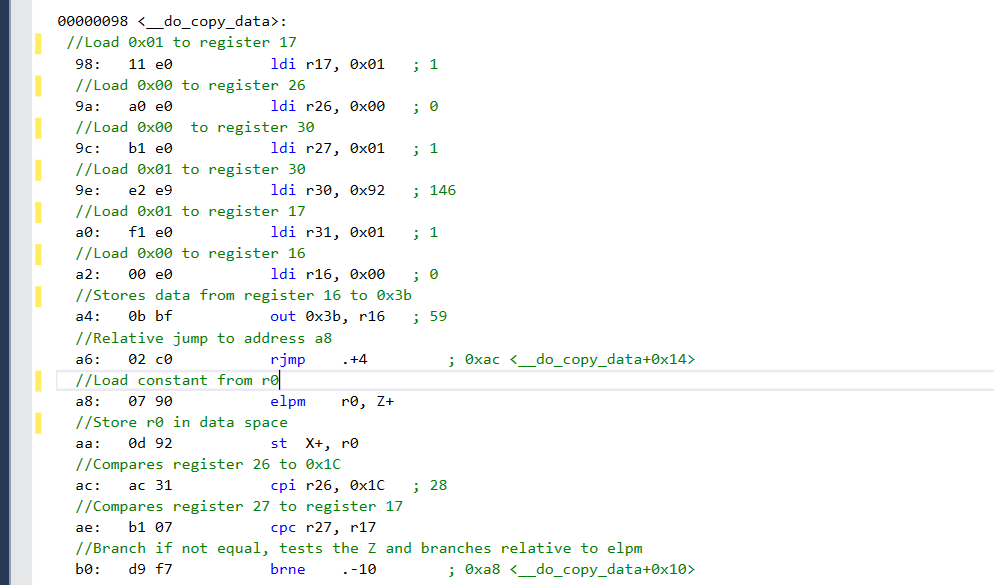 00000098 <__do_copy_data>:
//Load 0x01 to register 17
98: 11 e0 ldi r17, 0x01 ; 1
//Load 0x00 to register 26
9a: a0 e0 ldi r26, 0x00 ; 0
//Load 0x00  to register 30
9c: b1 e0 ldi r27, 0x01 ; 1
//Load 0x01 to register 30
9e: e2 e9 ldi r30, 0x92 ; 146
//Load 0x01 to register 17
a0: f1 e0 ldi r31, 0x01 ; 1
//Load 0x00 to register 16
a2: 00 e0 ldi r16, 0x00 ; 0
//Stores data from register 16 to 0x3b
a4: 0b bf out 0x3b, r16 ; 59
//Relative jump to address a8
a6: 02 c0 rjmp .+4 ; 0xac <__do_copy_data+0x14>
//Load constant from r0
a8: 07 90 elpm r0, Z+
//Store r0 in data space
aa: 0d 92 st X+, r0
//Compares register 26 to 0x1C
ac: ac 31 cpi r26, 0x1C ; 28
//Compares register 27 to register 17
ae: b1 07 cpc r27, r17
//Branch if not equal, tests the Z and branches relative to elpm
b0: d9 f7 brne .-10 ; 0xa8 <__do_copy_data+0x10>